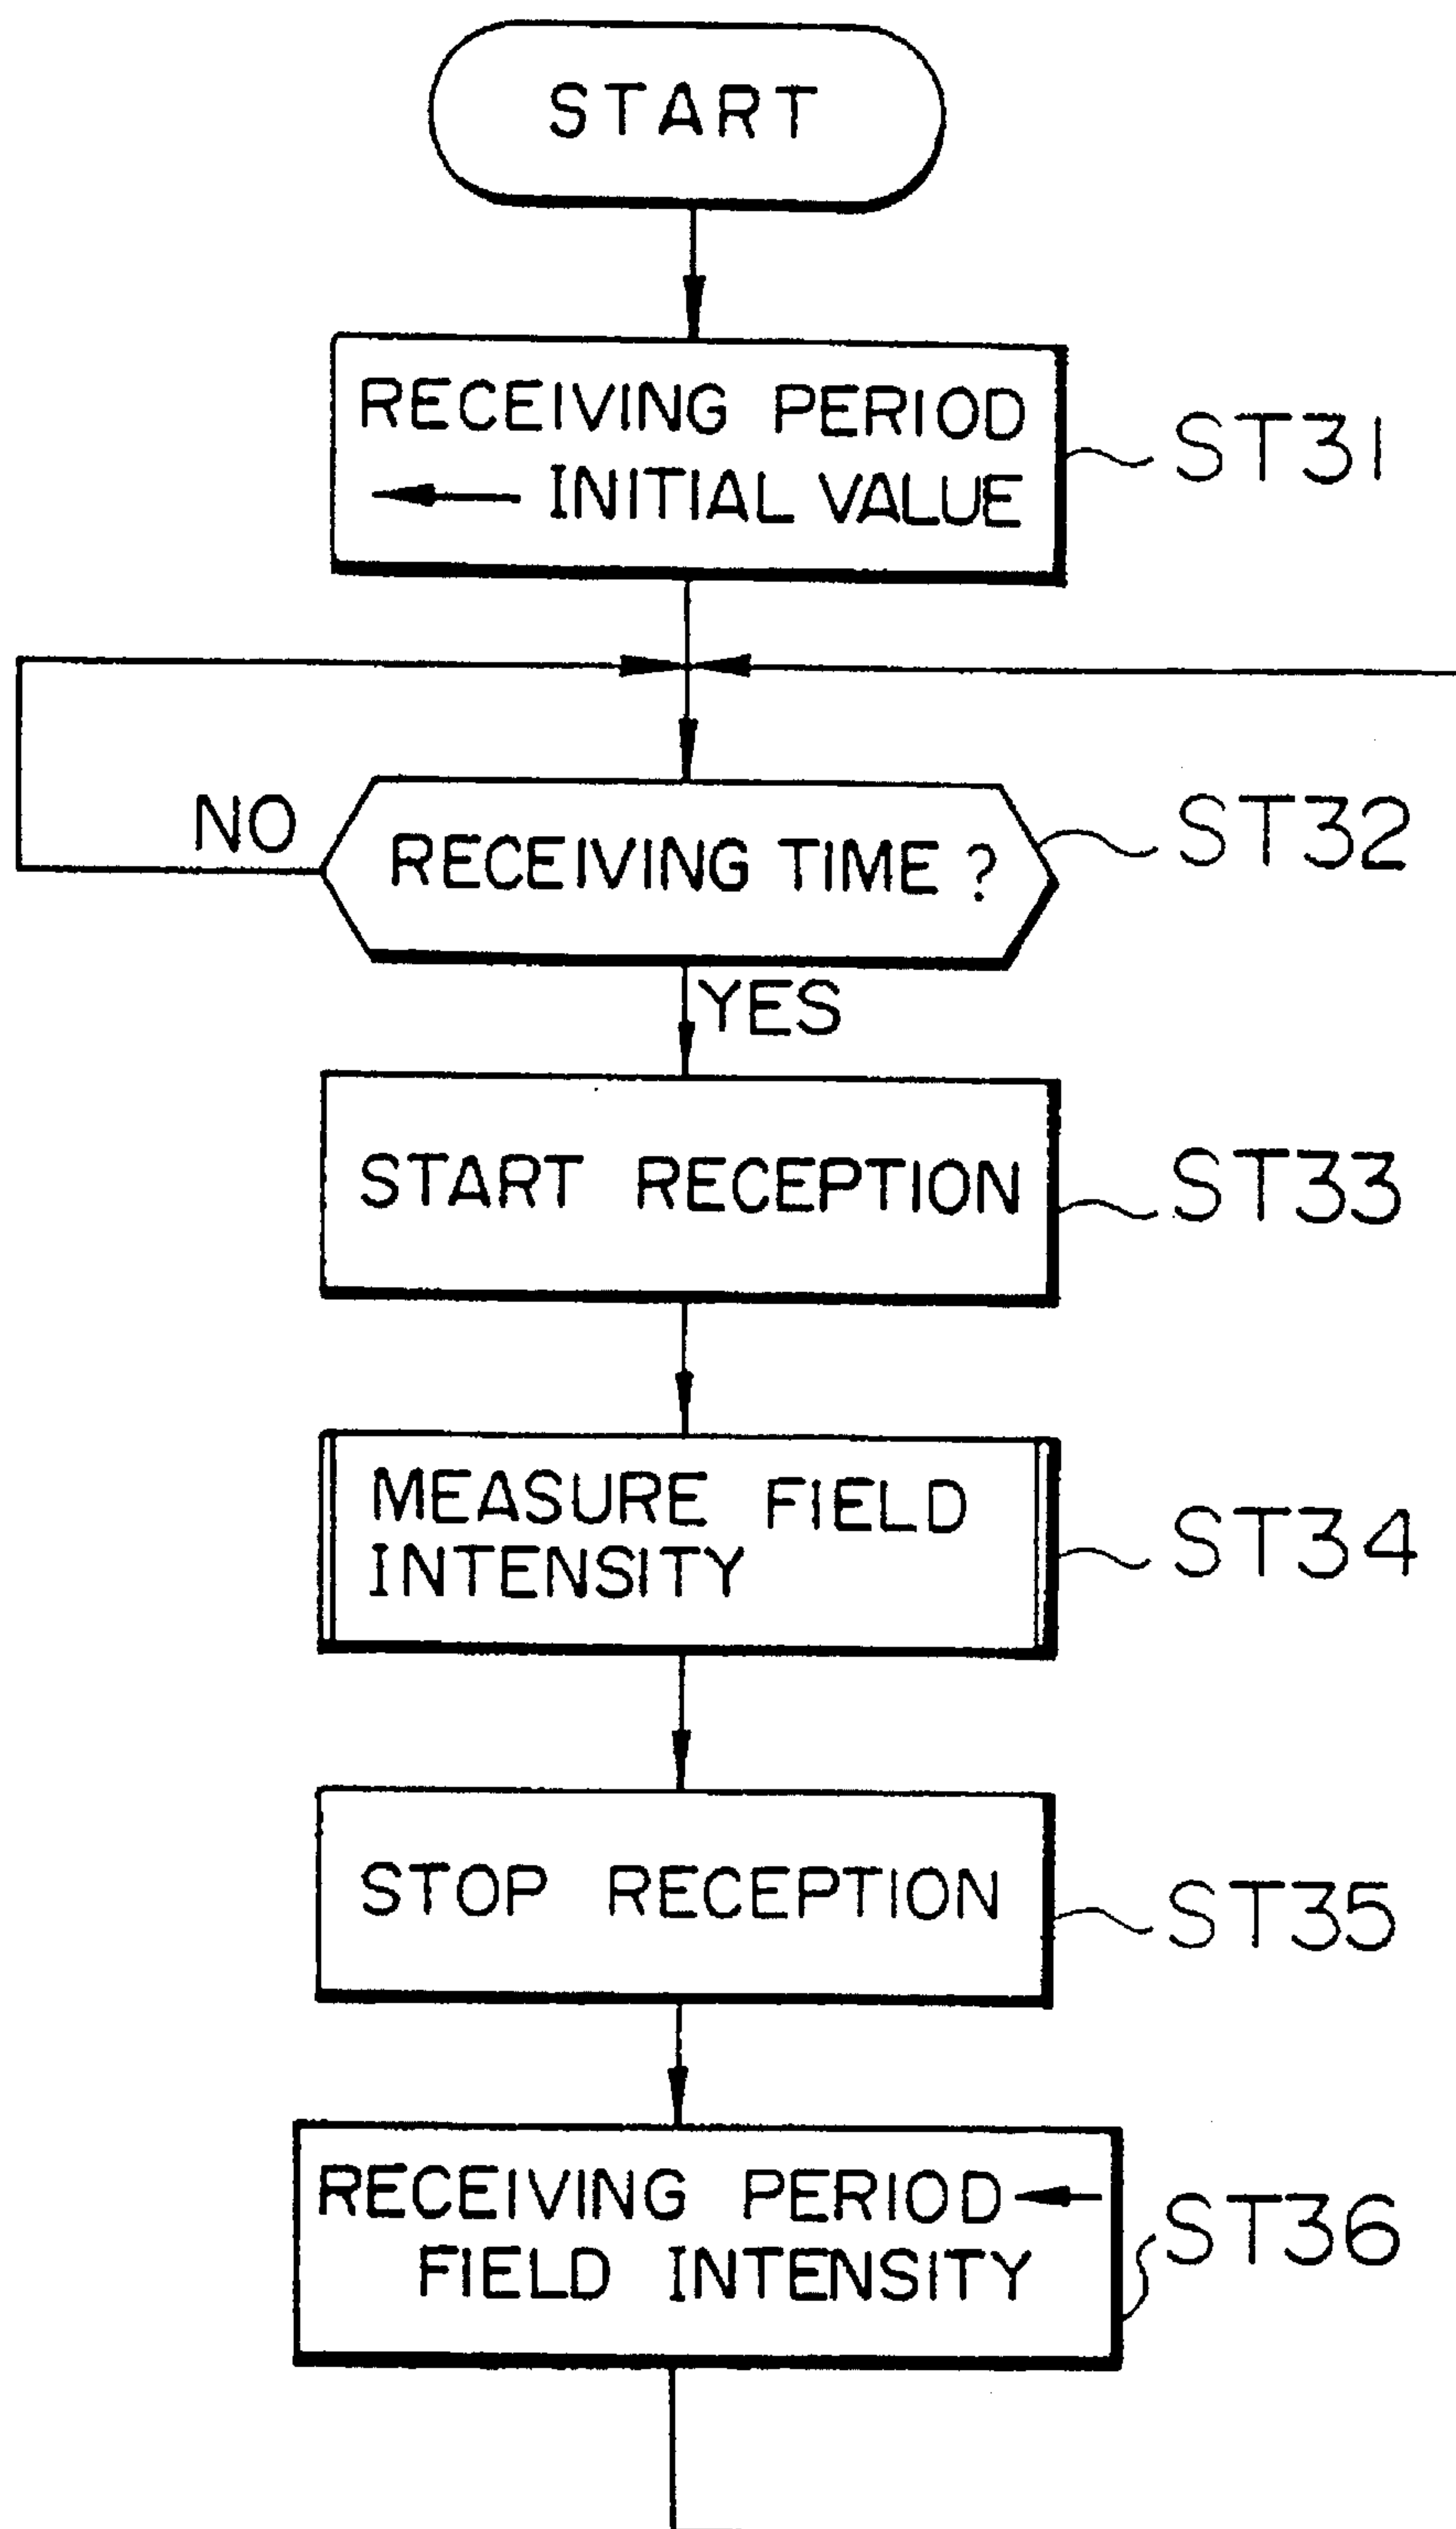 START
RECEIVING PERIOD
← INITIAL VALUE
ST31
NO
RECEIVING TIME ?
ST32
YES
START RECEPTION
ST33
MEASURE FIELD
INTENSITY
ST34
STOP RECEPTION
ST35
RECEIVING PERIOD ←
FIELD INTENSITY
ST36